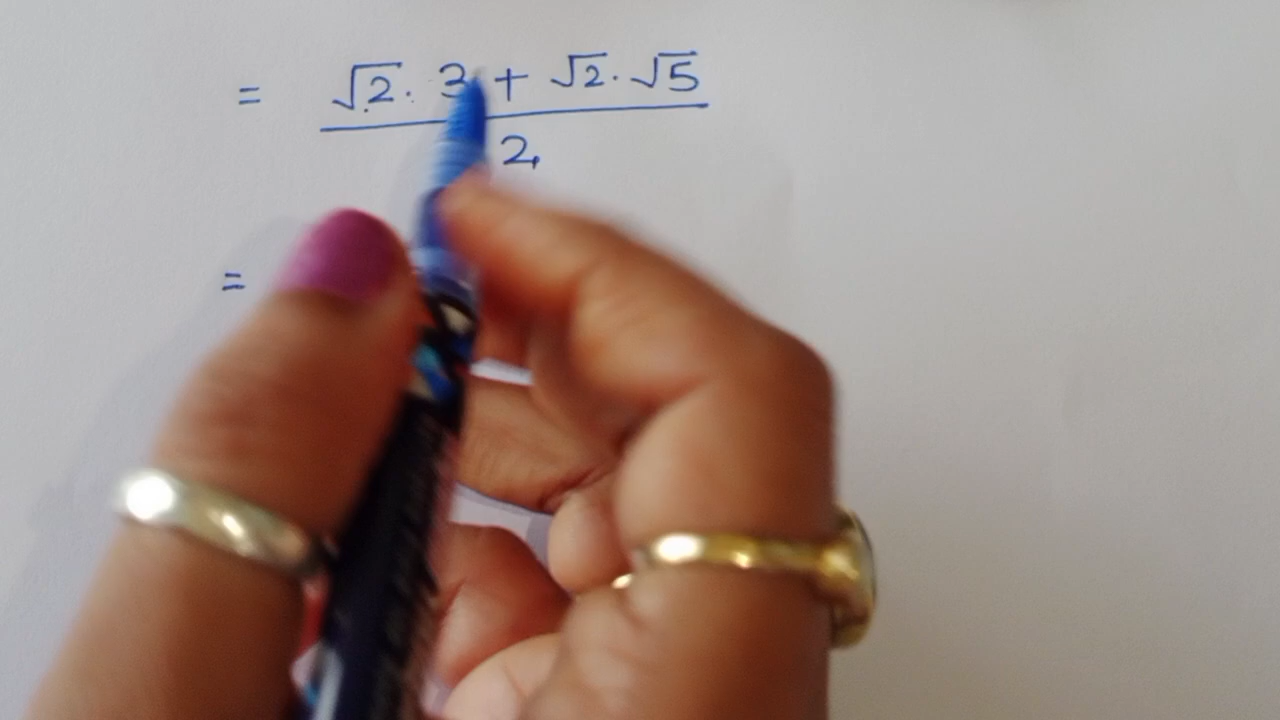 = √2 . 3 + √2 . √5
2
=